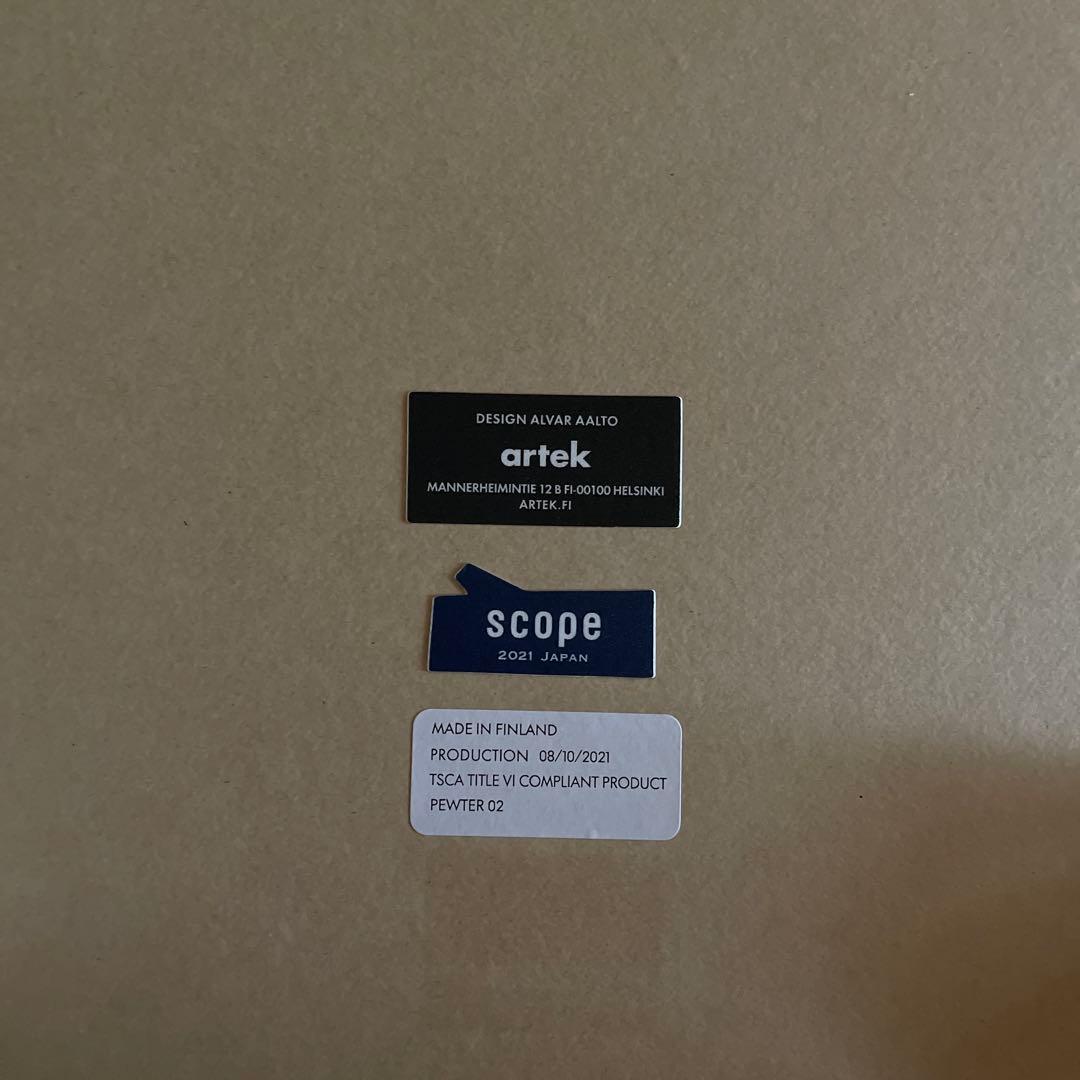 DESIGN ALVAR AALTO
artek
MANNERHEIMINTIE 12 B FI-00100 HELSINKI
ARTEK.FI
scope
2021 JAPAN
MADE IN FINLAND
PRODUCTION 08/10/2021
TSCA TITLE VI COMPLIANT PRODUCT
PEWTER 02